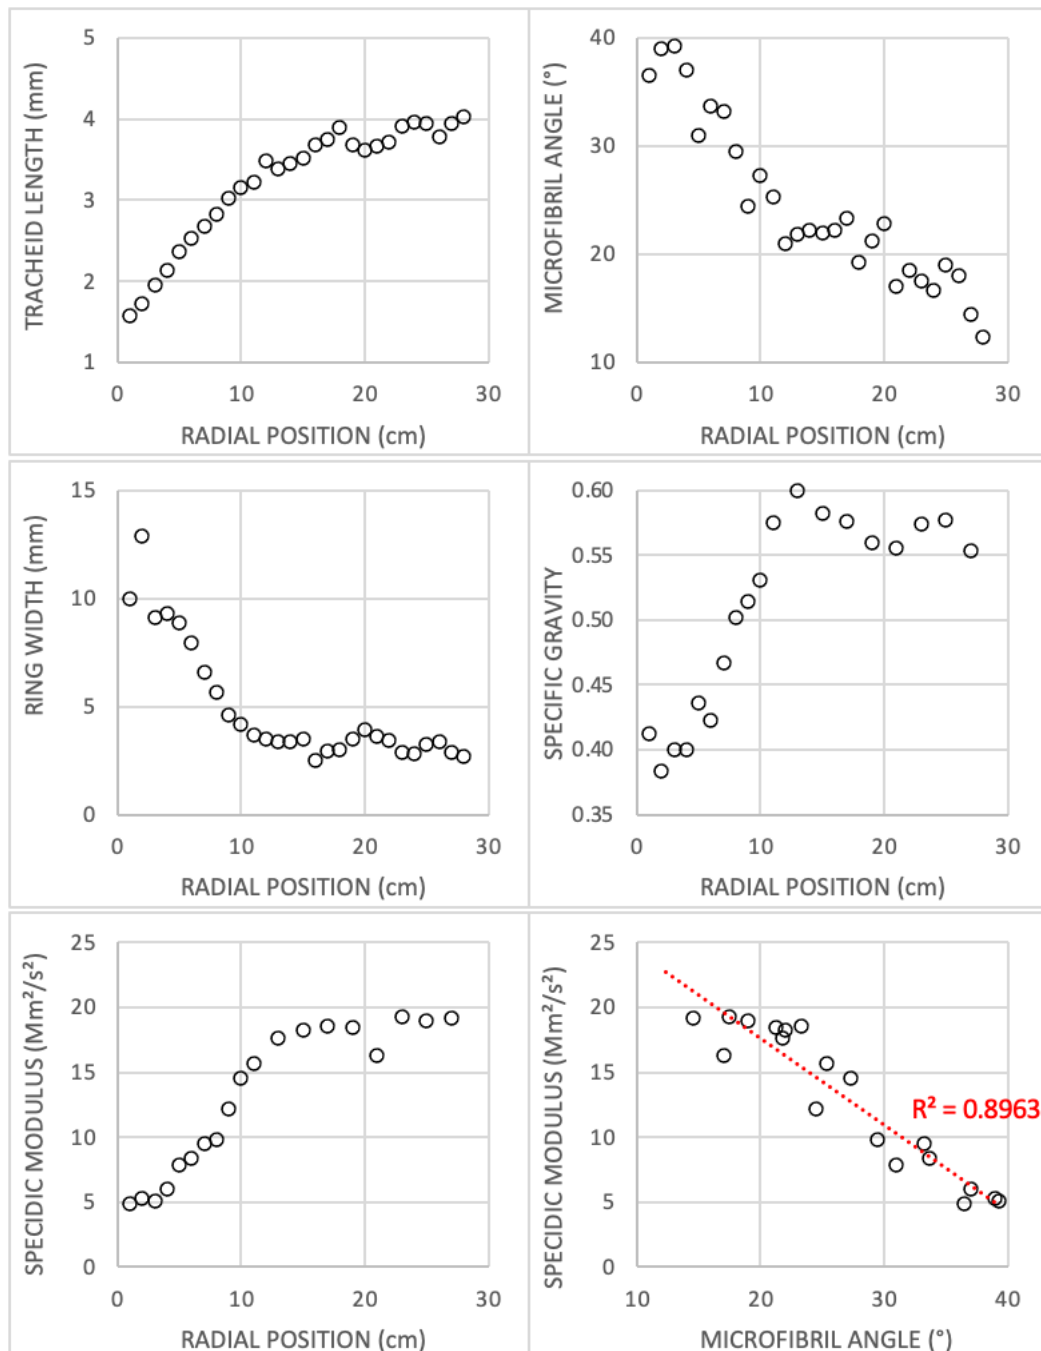 TRACHEID LENGTH (mm)
5
4
3
2
1
0 10 20 30
RADIAL POSITION (cm)
MICROFIBRIL ANGLE (°)
40
30
20
10
0 10 20 30
RADIAL POSITION (cm)
RING WIDTH (mm)
15
10
5
0
0 10 20 30
RADIAL POSITION (cm)
SPECIFIC GRAVITY
0.60
0.55
0.50
0.45
0.40
0.35
0 10 20 30
RADIAL POSITION (cm)
SPECIDIC MODULUS (Mm²/s²)
25
20
15
10
5
0
0 10 20 30
RADIAL POSITION (cm)
SPECIDIC MODULUS (Mm²/s²)
25
20
15
10
5
0
R² = 0.8963
10 20 30 40
MICROFIBRIL ANGLE (°)